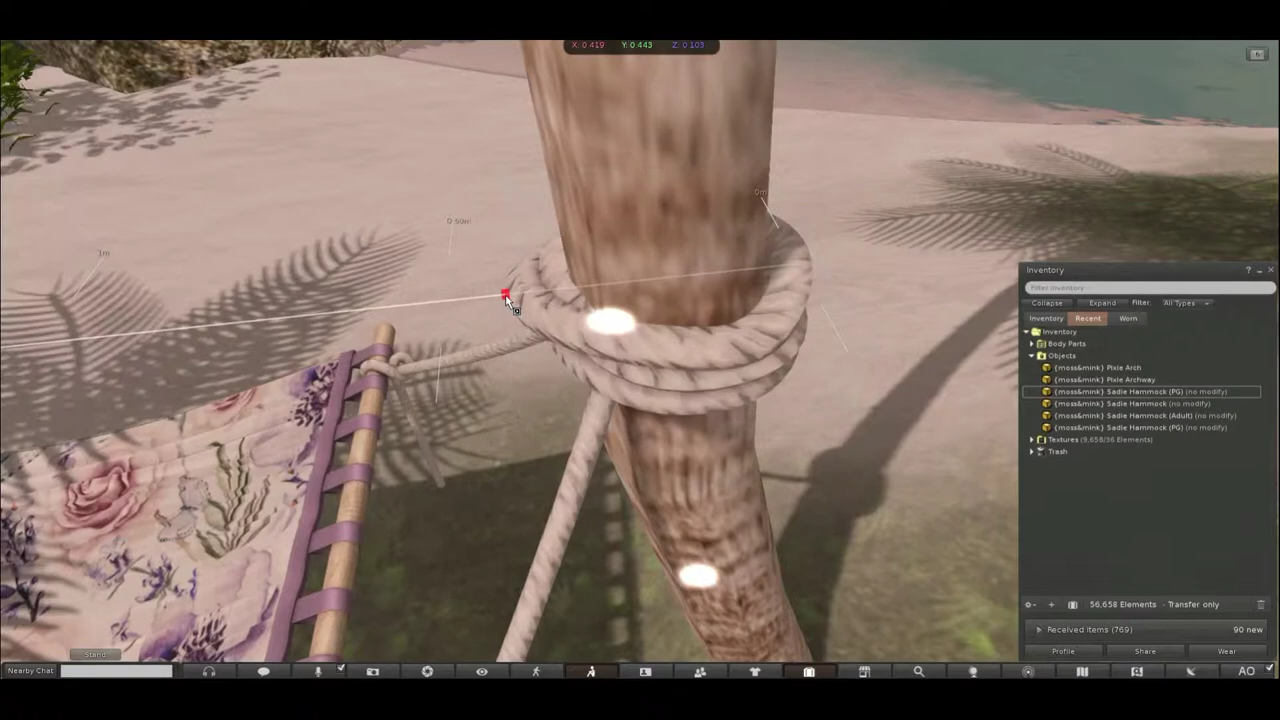 X: 0.419 Y: 0.443 Z: 0.103
0m
0.50m
1m
Inventory
Filter Inventory
Collapse Expand Filter: All Types
Inventory Recent Worn
Inventory
Body Parts
Objects
{moss&mink} Pixie Arch
{moss&mink} Pixie Archway
{moss&mink} Sadie Hammock (PG) (no modify)
{moss&mink} Sadie Hammock (no modify)
{moss&mink} Sadie Hammock (Adult) (no modify)
{moss&mink} Sadie Hammock (PG) (no modify)
Textures (9,658/36 Elements)
Trash
56,658 Elements - Transfer only
Received Items (769) 90 new
Profile Share Wear
Stand
Nearby Chat
AO